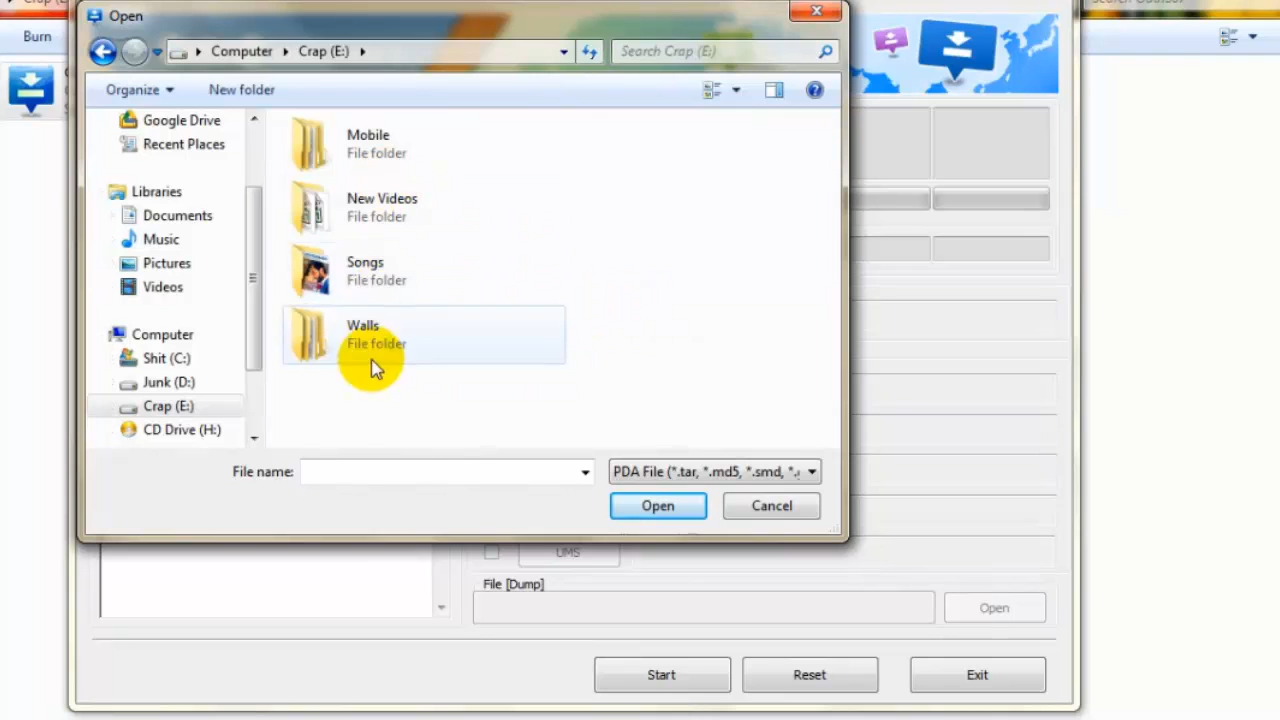 Open
Burn
Computer
Crap (E:)
Search Crap (E:)
Organize
New folder
Google Drive
Recent Places
Libraries
Documents
Music
Pictures
Videos
Computer
Shit (C:)
Junk (D:)
Crap (E:)
CD Drive (H:)
Mobile
File folder
New Videos
File folder
Songs
File folder
Walls
File folder
File name:
PDA File (*.tar, *.md5, *.smd, *.
Open
Cancel
UMS
File [Dump]
Open
Start
Reset
Exit